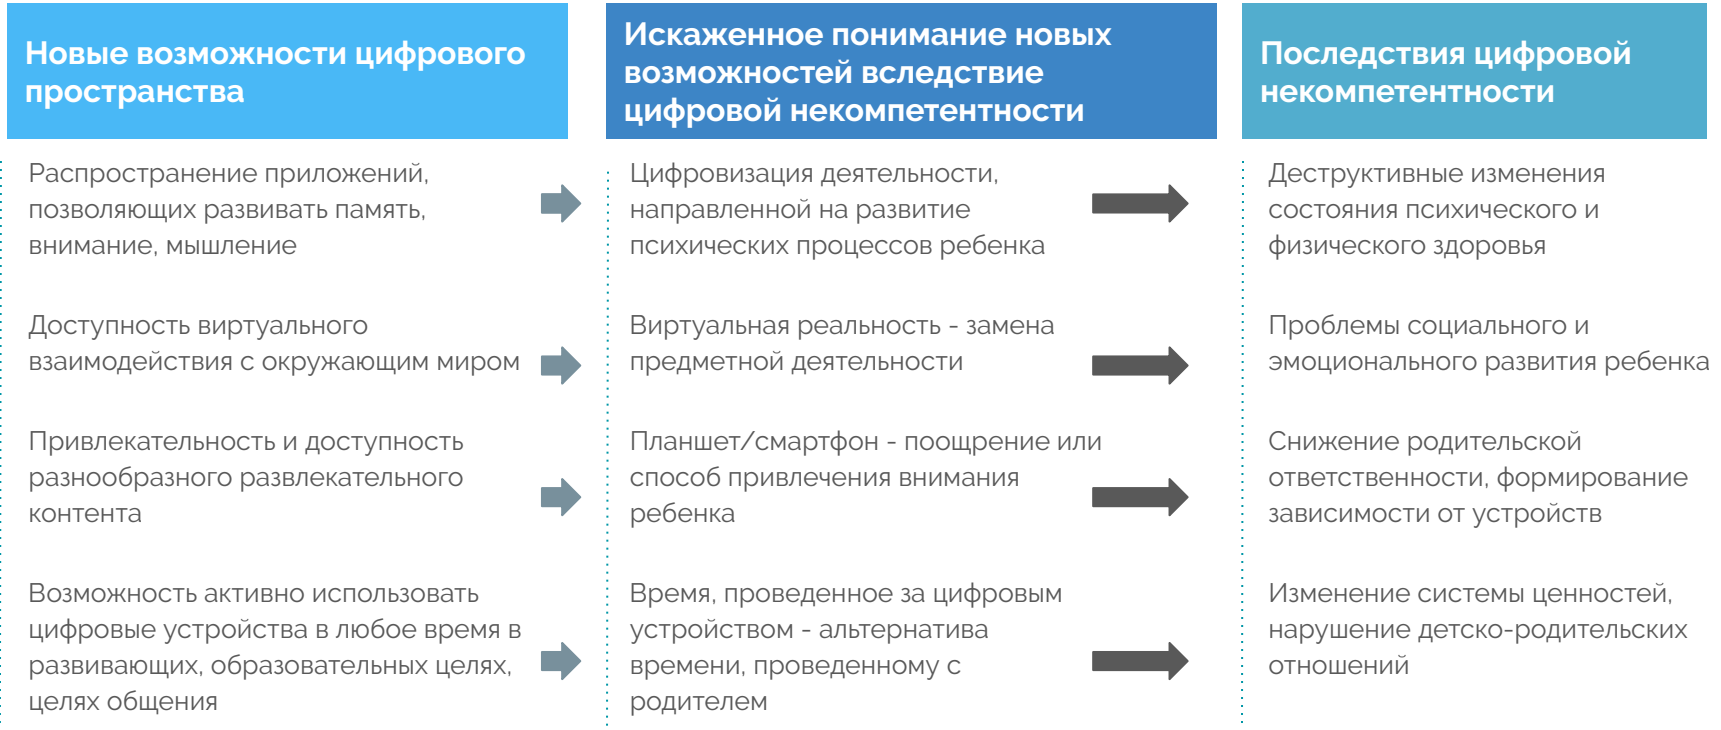 Новые возможности цифрового
пространства
Искаженное понимание новых
возможностей вследствие
цифровой некомпетентности
Последствия цифровой
некомпетентности
Распространение приложений,
позволяющих развивать память,
внимание, мышление
Цифровизация деятельности,
направленной на развитие
психических процессов ребенка
Деструктивные изменения
состояния психического и
физического здоровья
Доступность виртуального
взаимодействия с окружающим миром
Виртуальная реальность - замена
предметной деятельности
Проблемы социального и
эмоционального развития ребенка
Привлекательность и доступность
разнообразного развлекательного
контента
Планшет/смартфон - поощрение или
способ привлечения внимания
ребенка
Снижение родительской
ответственности, формирование
зависимости от устройств
Возможность активно использовать
цифровые устройства в любое время в
развивающих, образовательных целях,
целях общения
Время, проведенное за цифровым
устройством - альтернатива
времени, проведенному с
родителем
Изменение системы ценностей,
нарушение детско-родительских
отношений